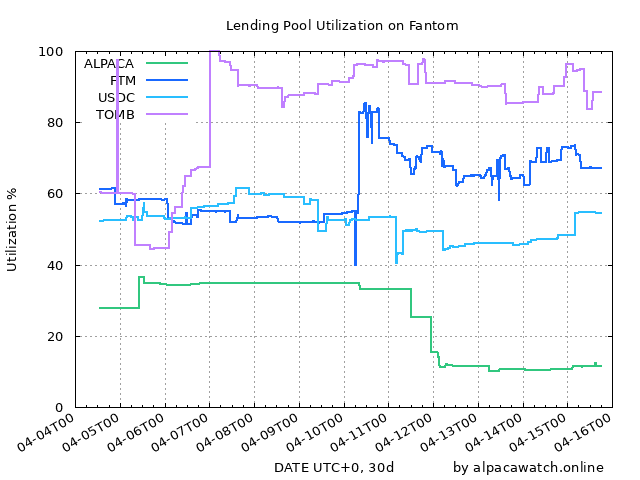 Lending Pool Utilization on Fantom
Utilization %
100
80
60
40
20
0
ALPACA
FTM
USDC
TOMB
04-04T00
04-05T00
04-06T00
04-07T00
04-08T00
04-09T00
04-10T00
04-11T00
04-12T00
04-13T00
04-14T00
04-15T00
04-16T00
DATE UTC+0, 30d
by alpacawatch.online